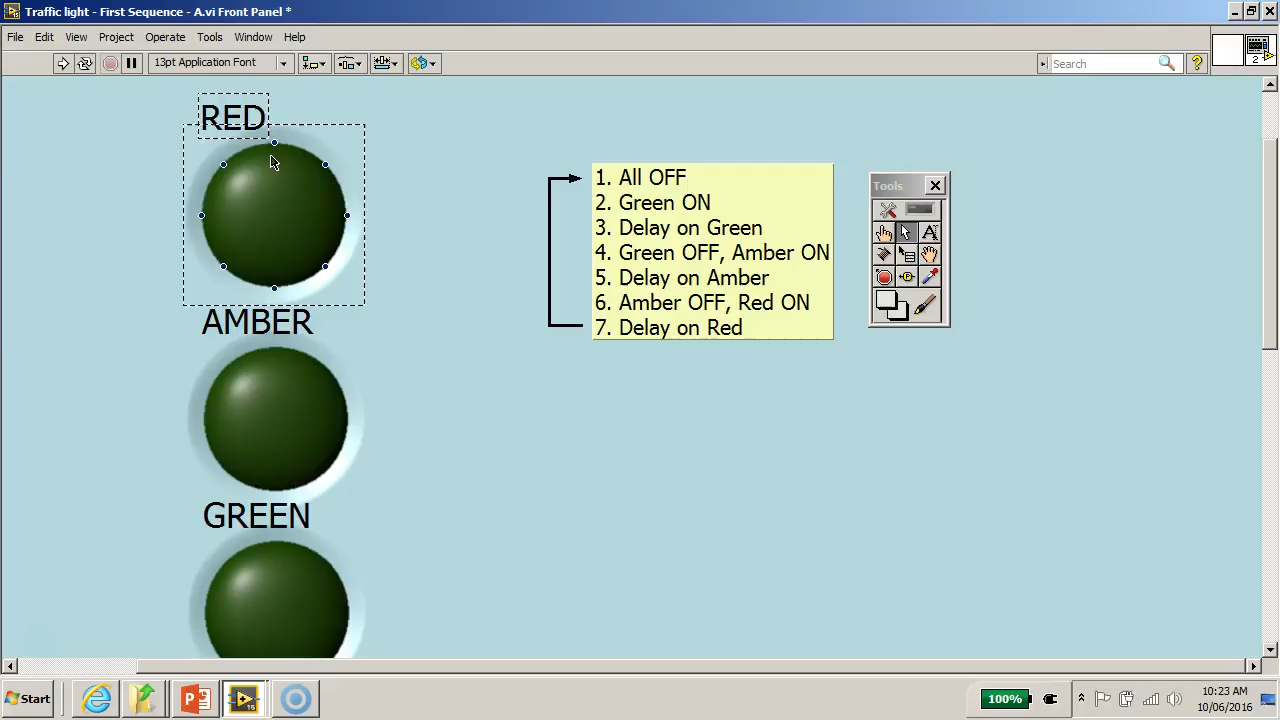 Traffic light - First Sequence - A.vi Front Panel *
File Edit View Project Operate Tools Window Help
13pt Application Font
Search
?
2
RED
1. All OFF
2. Green ON
3. Delay on Green
4. Green OFF, Amber ON
5. Delay on Amber
6. Amber OFF, Red ON
7. Delay on Red
Tools
A
AMBER
GREEN
Start
100%
10:23 AM
10/06/2016